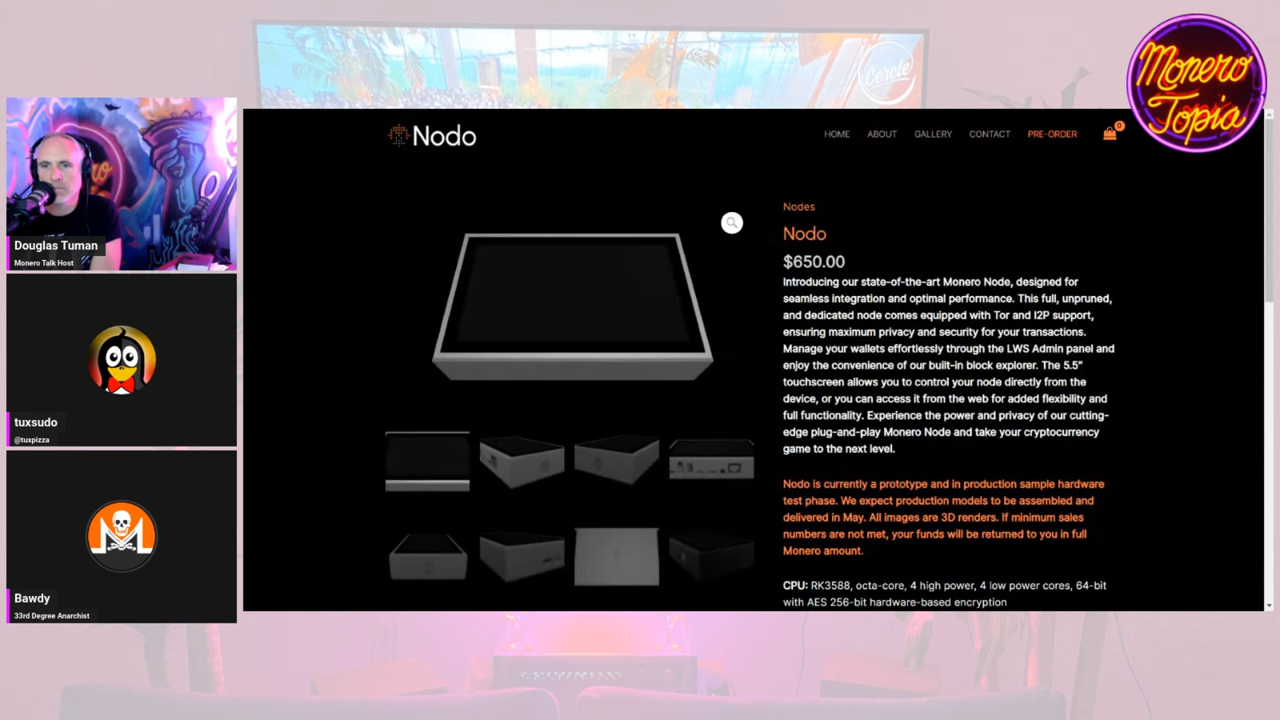 Cercle
Monero
Topia
Nodo
HOME
ABOUT
GALLERY
CONTACT
PRE-ORDER
0
Douglas Tuman
Monero Talk Host
tuxsudo
@tuxpizza
Bawdy
33rd Degree Anarchist
Nodes
Nodo
$650.00
Introducing our state-of-the-art Monero Node, designed for
seamless integration and optimal performance. This full, unpruned,
and dedicated node comes equipped with Tor and I2P support,
ensuring maximum privacy and security for your transactions.
Manage your wallets effortlessly through the LWS Admin panel and
enjoy the convenience of our built-in block explorer. The 5.5"
touchscreen allows you to control your node directly from the
device, or you can access it from the web for added flexibility and
full functionality. Experience the power and privacy of our cutting-
edge plug-and-play Monero Node and take your cryptocurrency
game to the next level.
Nodo is currently a prototype and in production sample hardware
test phase. We expect production models to be assembled and
delivered in May. All images are 3D renders. If minimum sales
numbers are not met, your funds will be returned to you in full
Monero amount.
CPU: RK3588, octa-core, 4 high power, 4 low power cores, 64-bit
with AES 256-bit hardware-based encryption